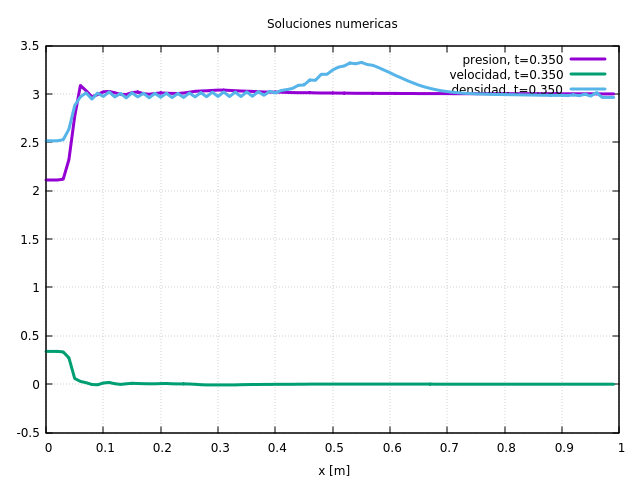 Soluciones numericas
3.5
3
2.5
2
1.5
1
0.5
0
-0.5
presion, t=0.350
velocidad, t=0.350
densidad, t=0.350
0 0.1 0.2 0.3 0.4 0.5 0.6 0.7 0.8 0.9 1
x [m]